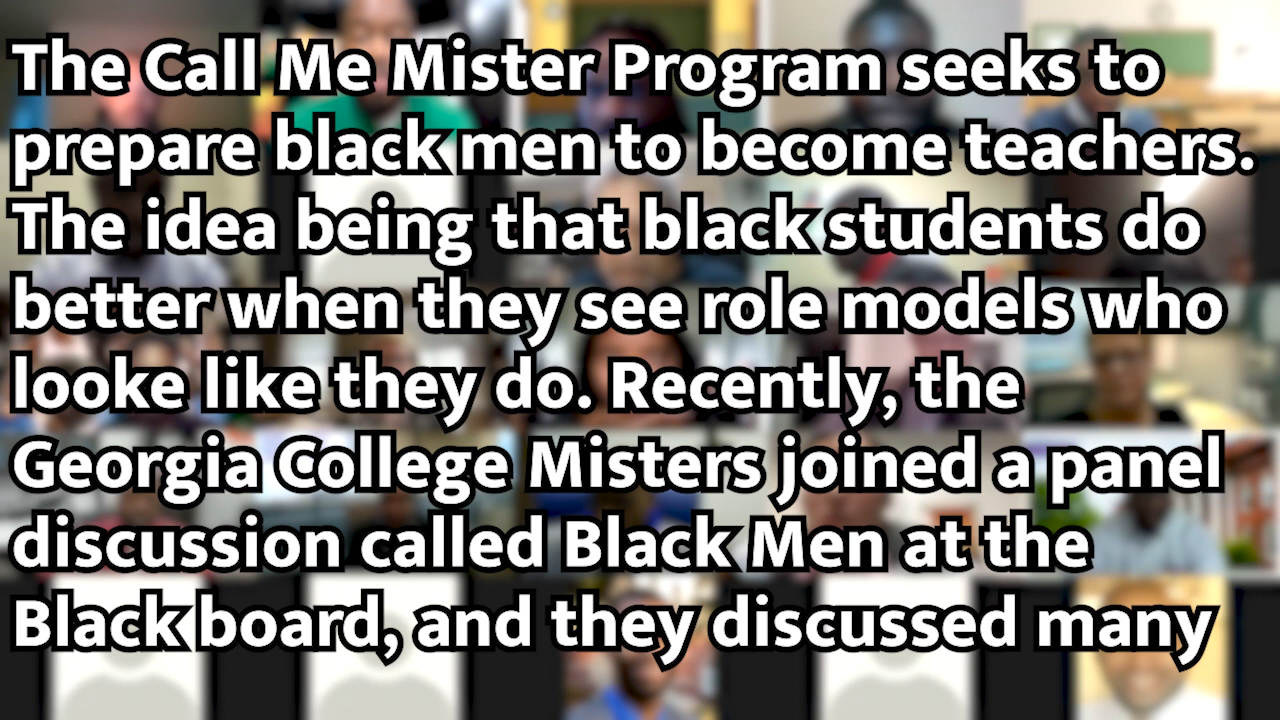 The Call Me Mister Program seeks to
prepare black men to become teachers.
The idea being that black students do
better when they see role models who
looke like they do. Recently, the
Georgia College Misters joined a panel
discussion called Black Men at the
Blackboard, and they discussed many